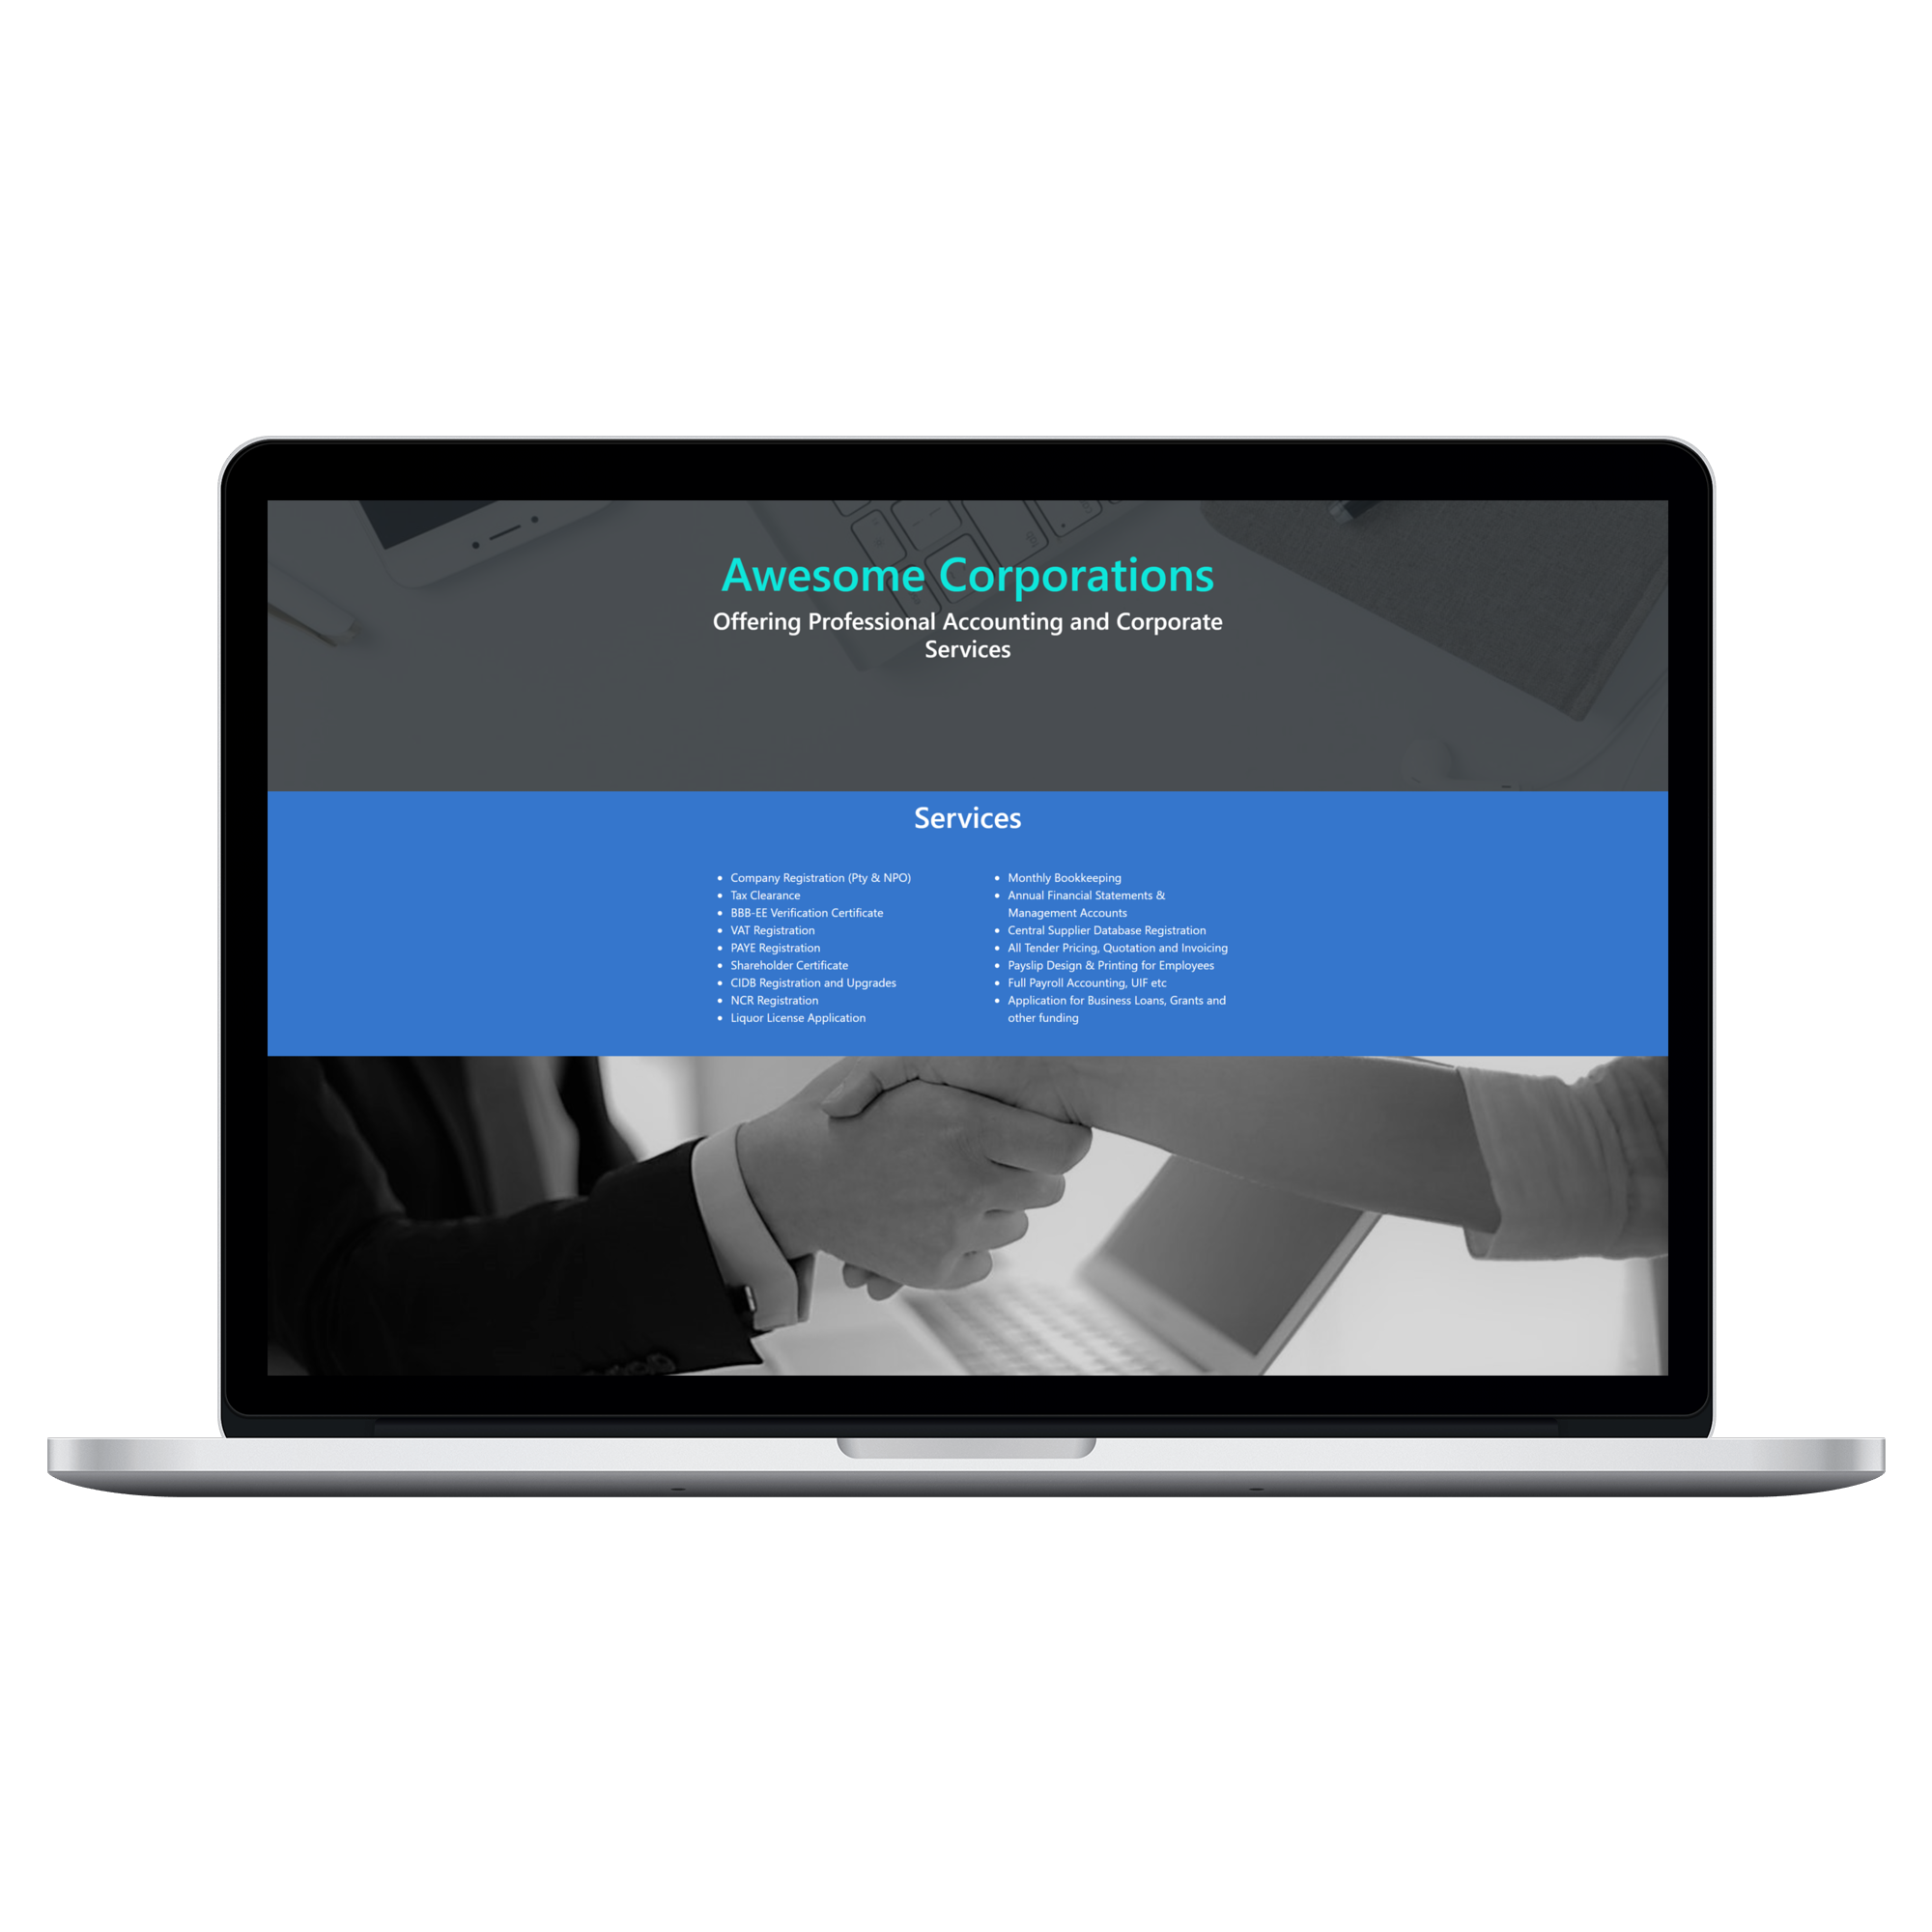 Awesome Corporations
Offering Professional Accounting and Corporate
Services
Services
Company Registration (Pty & NPO)
Tax Clearance
BBB-EE Verification Certificate
VAT Registration
PAYE Registration
Shareholder Certificate
CIDB Registration and Upgrades
NCR Registration
Liquor License Application
Monthly Bookkeeping
Annual Financial Statements &
Management Accounts
Central Supplier Database Registration
All Tender Pricing, Quotation and Invoicing
Payslip Design & Printing for Employees
Full Payroll Accounting, UIF etc
Application for Business Loans, Grants and
other funding